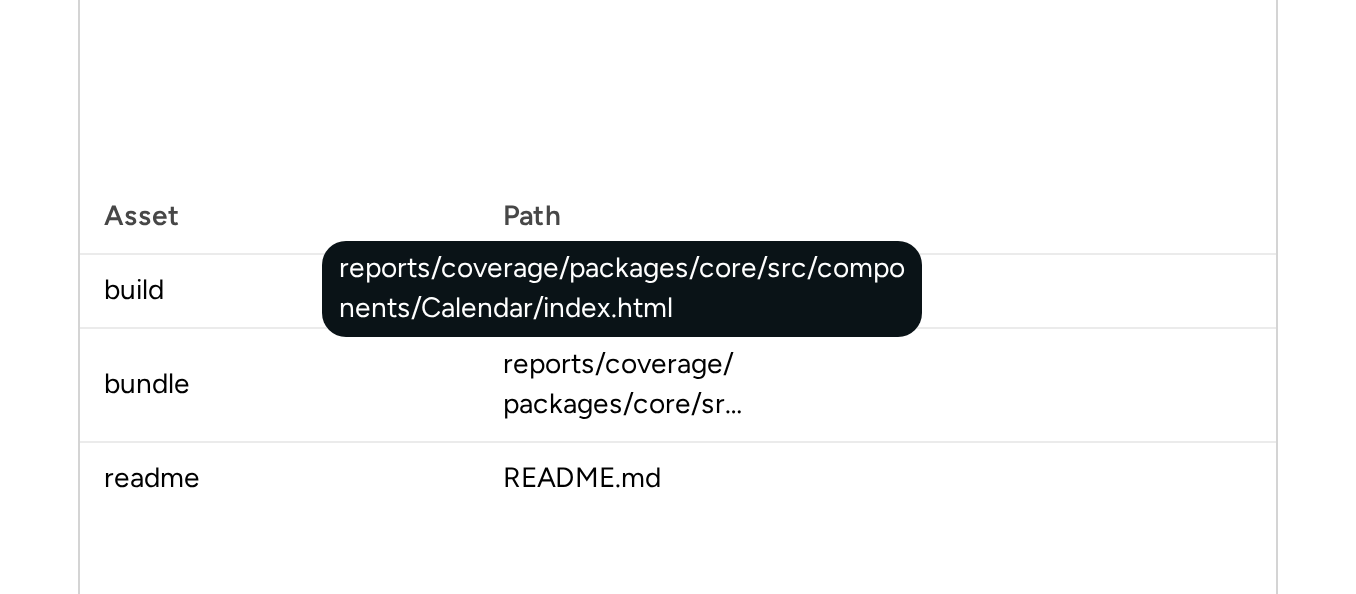 Asset
Path
build
reports/coverage/packages/core/src/compo
nents/Calendar/index.html
bundle
reports/coverage/
packages/core/sr...
readme
README.md